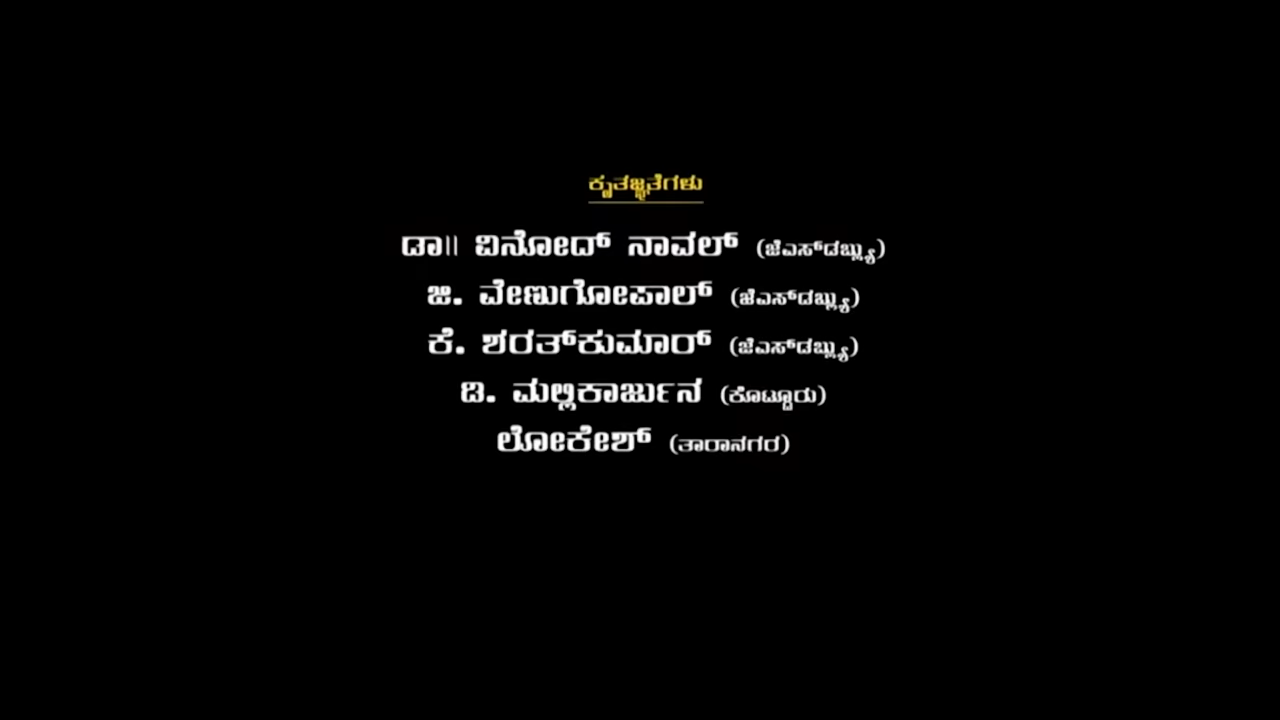 ಕೃತಜ್ಞತೆಗಳು
ಡಾ|| ವಿನೋದ್ ನಾವಲ್ (ಜೆಎಸ್‌ಡಬ್ಲ್ಯು)
ಜಿ. ವೇಣುಗೋಪಾಲ್ (ಜೆಎಸ್‌ಡಬ್ಲ್ಯು)
ಕೆ. ಶರತ್‌ಕುಮಾರ್ (ಜೆಎಸ್‌ಡಬ್ಲ್ಯು)
ಡಿ. ಮಲ್ಲಿಕಾರ್ಜುನ (ಕೊಟ್ಟೂರು)
ಲೋಕೇಶ್ (ತಾರಾನಗರ)